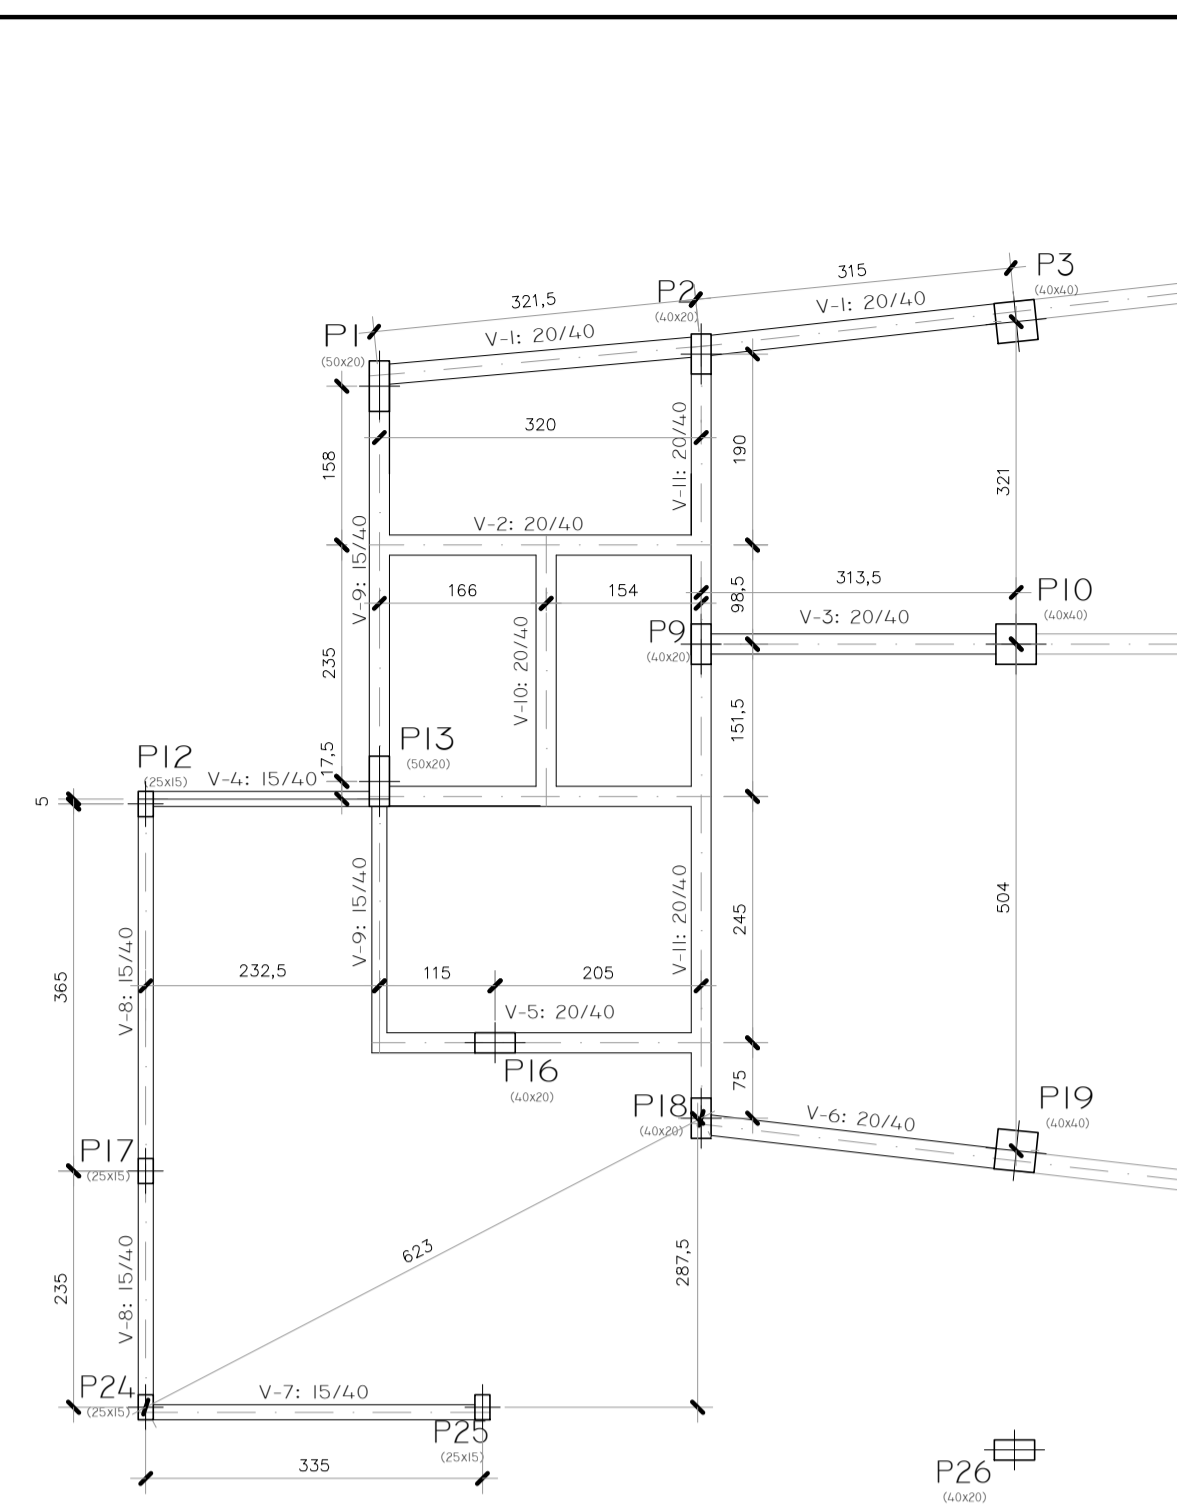 P3
(40x40)
315
321,5
P2
(40x20)
V-1: 20/40
P1
(50x20)
V-1: 20/40
320
V-11: 20/40
190
158
321
V-2: 20/40
V-9: 15/40
166
154
98,5
313,5
P10
(40x40)
V-3: 20/40
P9
(40x20)
235
V-10: 20/40
151,5
P13
(50x20)
17,5
P12
(25x15)
V-4: 15/40
5
504
V-9: 15/40
V-11: 20/40
245
365
V-8: 15/40
232,5
115
205
V-5: 20/40
P16
(40x20)
75
P18
(40x20)
V-6: 20/40
P19
(40x40)
P17
(25x15)
623
287,5
235
V-8: 15/40
P24
(25x15)
V-7: 15/40
P25
(25x15)
335
P26
(40x20)